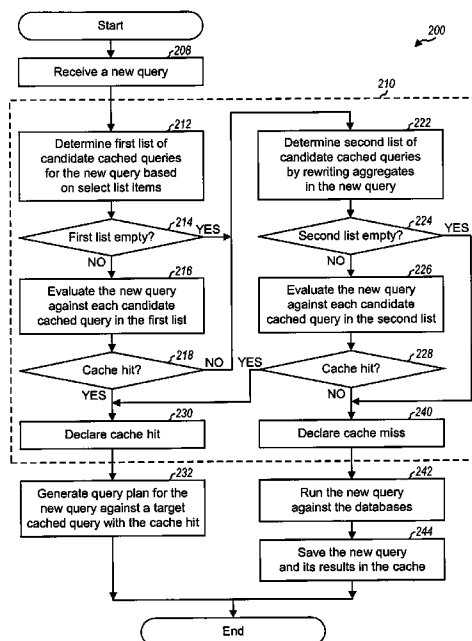 Start
200
208
Receive a new query
210
212
Determine first list of
candidate cached queries
for the new query based
on select list items
214
First list empty?
YES
NO
216
Evaluate the new query
against each candidate
cached query in the first list
218
Cache hit?
NO
YES
230
Declare cache hit
232
Generate query plan for the
new query against a target
cached query with the cache hit
222
Determine second list of
candidate cached queries
by rewriting aggregates
in the new query
224
Second list empty?
YES
NO
226
Evaluate the new query
against each candidate
cached query in the second list
228
YES
Cache hit?
NO
240
Declare cache miss
242
Run the new query
against the databases
244
Save the new query
and its results in the cache
End